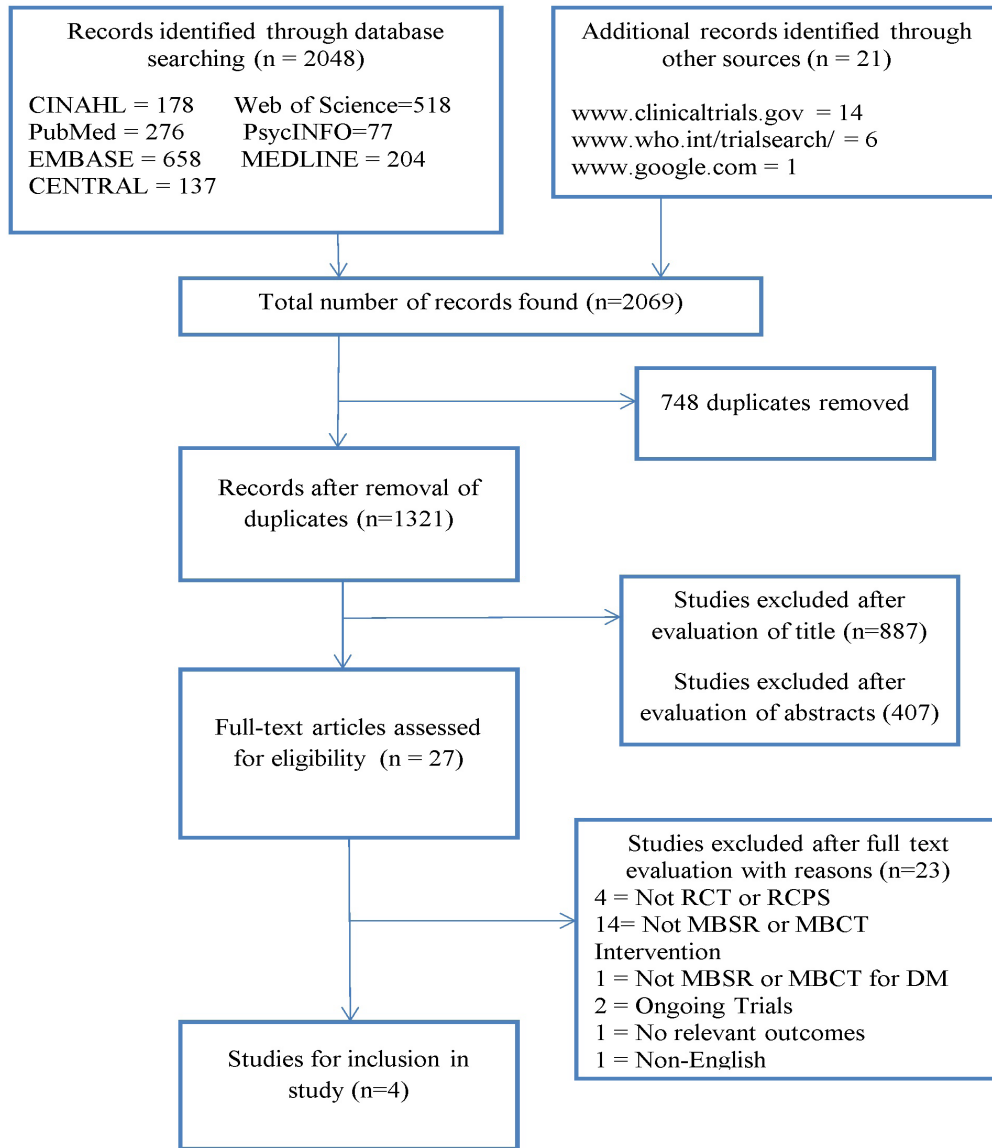 Records identified through database
searching (n = 2048)
CINAHL = 178 Web of Science=518
PubMed = 276 PsycINFO=77
EMBASE = 658 MEDLINE = 204
CENTRAL = 137
Additional records identified through
other sources (n = 21)
www.clinicaltrials.gov = 14
www.who.int/trialsearch/ = 6
www.google.com = 1
Total number of records found (n=2069)
748 duplicates removed
Records after removal of
duplicates (n=1321)
Studies excluded after
evaluation of title (n=887)
Studies excluded after
evaluation of abstracts (407)
Full-text articles assessed
for eligibility (n = 27)
Studies excluded after full text
evaluation with reasons (n=23)
4 = Not RCT or RCPS
14= Not MBSR or MBCT
Intervention
1 = Not MBSR or MBCT for DM
2 = Ongoing Trials
1 = No relevant outcomes
1 = Non-English
Studies for inclusion in
study (n=4)